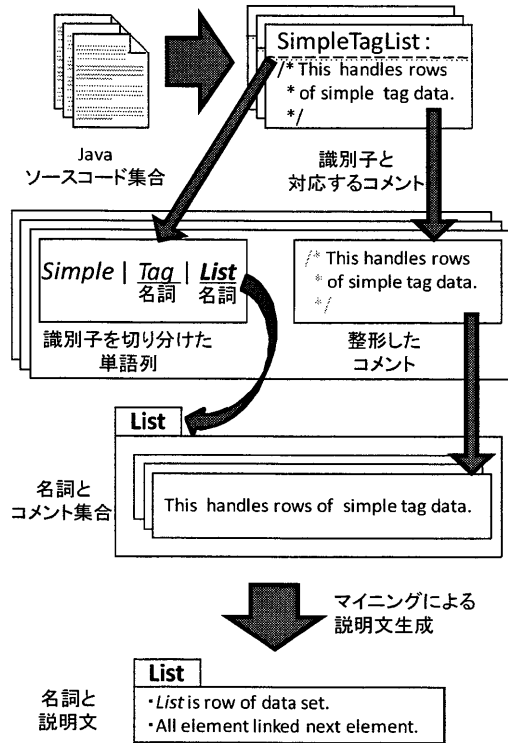 SimpleTagList:
/* This handles rows
* of simple tag data.
*/
Java
ソースコード集合
識別子と
対応するコメント
Simple | Tag | List
名詞 名詞
識別子を切り分けた
単語列
/* This handles rows
* of simple tag data.
*/
整形した
コメント
List
名詞と
コメント集合
This handles rows of simple tag data.
マイニングによる
説明文生成
List
名詞と
説明文
・List is row of data set.
・All element linked next element.